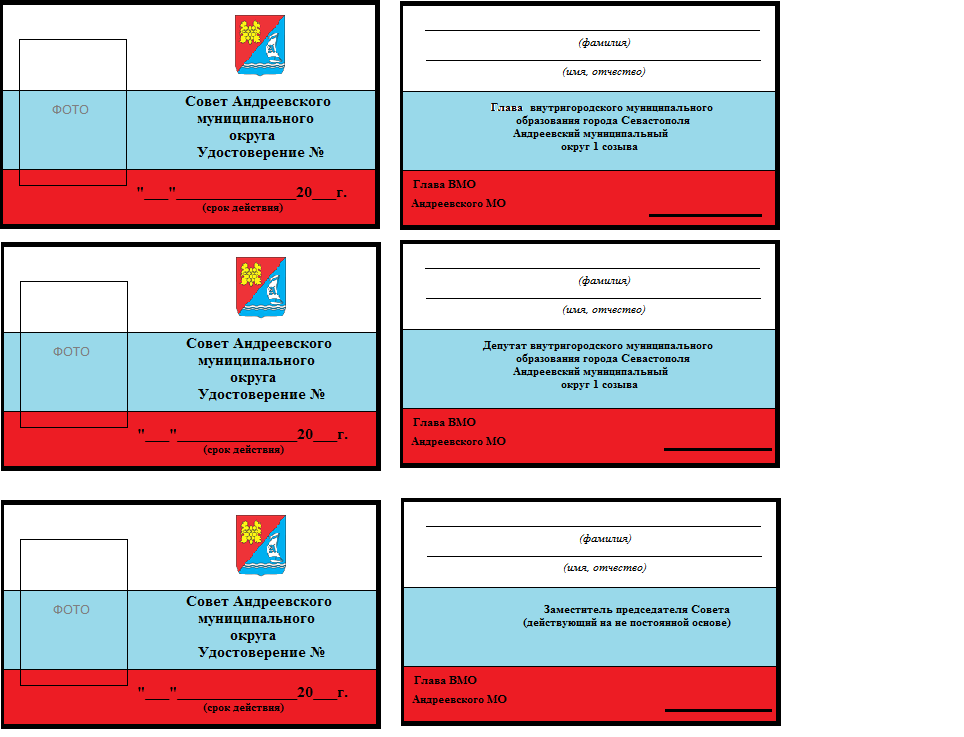 ФОТО
Совет Андреевского
муниципального
округа
Удостоверение №
"___"________________20___г.
(срок действия)
(фамилия)
(имя, отчество)
Глава внутригородского муниципального
образования города Севастополя
Андреевский муниципальный
округ 1 созыва
Глава ВМО
Андреевского МО
ФОТО
Совет Андреевского
муниципального
округа
Удостоверение №
"___"________________20___г.
(срок действия)
(фамилия)
(имя, отчество)
Депутат внутригородского муниципального
образования города Севастополя
Андреевский муниципальный
округ 1 созыва
Глава ВМО
Андреевского МО
ФОТО
Совет Андреевского
муниципального
округа
Удостоверение №
"___"________________20___г.
(срок действия)
(фамилия)
(имя, отчество)
Заместитель председателя Совета
(действующий на не постоянной основе)
Глава ВМО
Андреевского МО